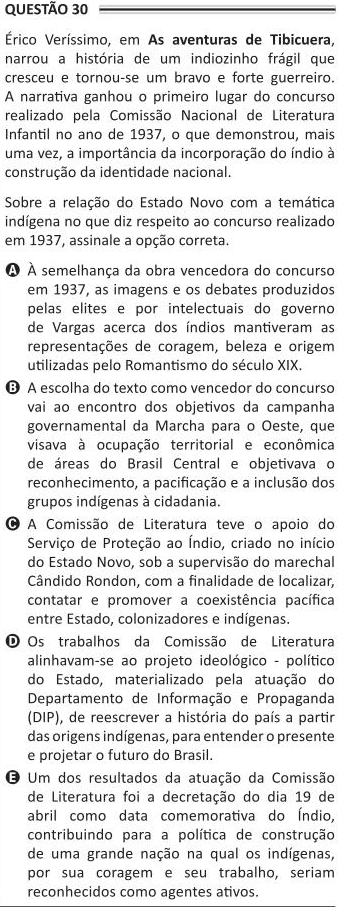 QUESTÃO 30
Érico Veríssimo, em As aventuras de Tibicuera,
narrou a história de um indiozinho frágil que
cresceu e tornou-se um bravo e forte guerreiro.
A narrativa ganhou o primeiro lugar do concurso
realizado pela Comissão Nacional de Literatura
Infantil no ano de 1937, o que demonstrou, mais
uma vez, a importância da incorporação do índio à
construção da identidade nacional.
Sobre a relação do Estado Novo com a temática
indígena no que diz respeito ao concurso realizado
em 1937, assinale a opção correta.
A À semelhança da obra vencedora do concurso
em 1937, as imagens e os debates produzidos
pelas elites e por intelectuais do governo
de Vargas acerca dos índios mantiveram as
representações de coragem, beleza e origem
utilizadas pelo Romantismo do século XIX.
B A escolha do texto como vencedor do concurso
vai ao encontro dos objetivos da campanha
governamental da Marcha para o Oeste, que
visava à ocupação territorial e econômica
de áreas do Brasil Central e objetivava o
reconhecimento, a pacificação e a inclusão dos
grupos indígenas à cidadania.
C A Comissão de Literatura teve o apoio do
Serviço de Proteção ao Índio, criado no início
do Estado Novo, sob a supervisão do marechal
Cândido Rondon, com a finalidade de localizar,
contatar e promover a coexistência pacífica
entre Estado, colonizadores e indígenas.
D Os trabalhos da Comissão de Literatura
alinhavam-se ao projeto ideológico - político
do Estado, materializado pela atuação do
Departamento de Informação e Propaganda
(DIP), de reescrever a história do país a partir
das origens indígenas, para entender o presente
e projetar o futuro do Brasil.
E Um dos resultados da atuação da Comissão
de Literatura foi a decretação do dia 19 de
abril como data comemorativa do Índio,
contribuindo para a política de construção
de uma grande nação na qual os indígenas,
por sua coragem e seu trabalho, seriam
reconhecidos como agentes ativos.